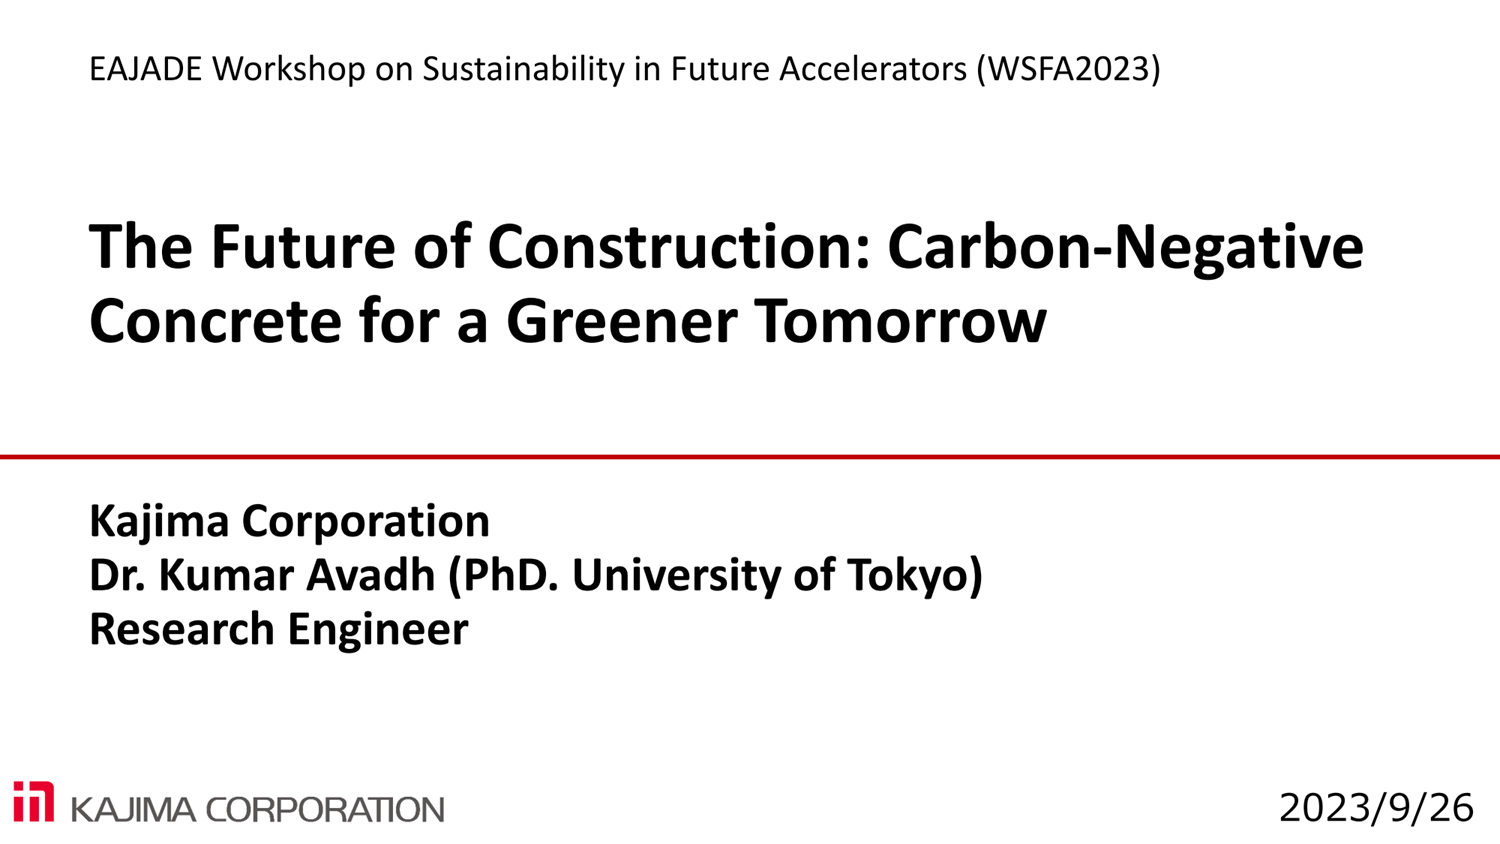 EAJADE Workshop on Sustainability in Future Accelerators (WSFA2023)
The Future of Construction: Carbon-Negative
Concrete for a Greener Tomorrow
Kajima Corporation
Dr. Kumar Avadh (PhD. University of Tokyo)
Research Engineer
KAJIMA CORPORATION
2023/9/26